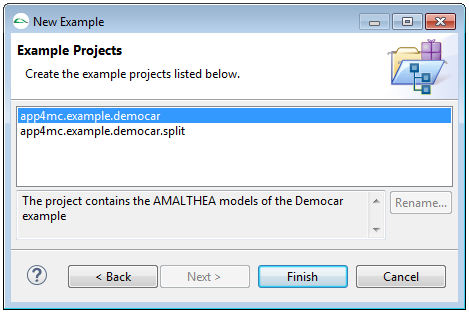 New Example
Example Projects
Create the example projects listed below.
app4mc.example.democar
app4mc.example.democar.split
The project contains the AMALTHEA models of the Democar
example
Rename...
?
< Back
Next >
Finish
Cancel